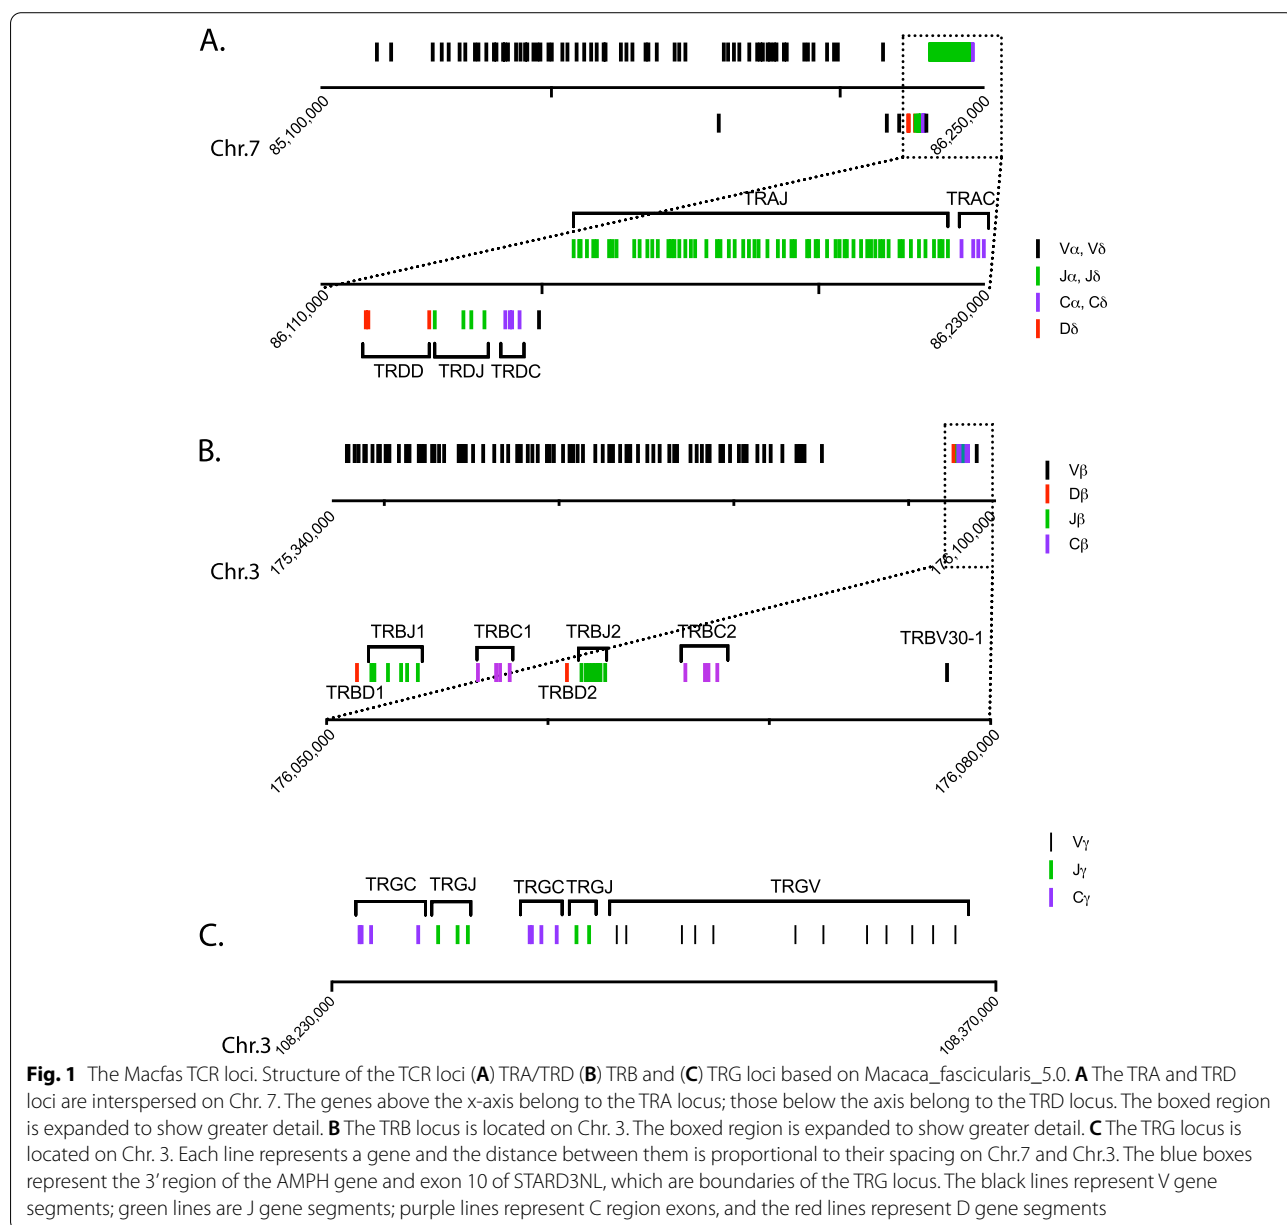 A.
85,100,000
86,250,000
Chr.7
TRAJ
TRAC
86,110,000
86,230,000
TRDD
TRDJ
TRDC
Vα, Vδ
Jα, Jδ
Cα, Cδ
Dδ
B.
175,340,000
176,100,000
Chr.3
Vβ
Dβ
Jβ
Cβ
TRBJ1
TRBC1
TRBJ2
TRBC2
TRBV30-1
TRBD1
TRBD2
176,050,000
176,080,000
Vγ
Jγ
Cγ
TRGC
TRGJ
TRGC
TRGJ
TRGV
C.
108,230,000
108,370,000
Chr.3
Fig. 1 The Macfas TCR loci. Structure of the TCR loci (A) TRA/TRD (B) TRB and (C) TRG loci based on Macaca_fascicularis_5.0. A The TRA and TRD
loci are interspersed on Chr. 7. The genes above the x-axis belong to the TRA locus; those below the axis belong to the TRD locus. The boxed region
is expanded to show greater detail. B The TRB locus is located on Chr. 3. The boxed region is expanded to show greater detail. C The TRG locus is
located on Chr. 3. Each line represents a gene and the distance between them is proportional to their spacing on Chr.7 and Chr.3. The blue boxes
represent the 3’ region of the AMPH gene and exon 10 of STARD3NL, which are boundaries of the TRG locus. The black lines represent V gene
segments; green lines are J gene segments; purple lines represent C region exons, and the red lines represent D gene segments